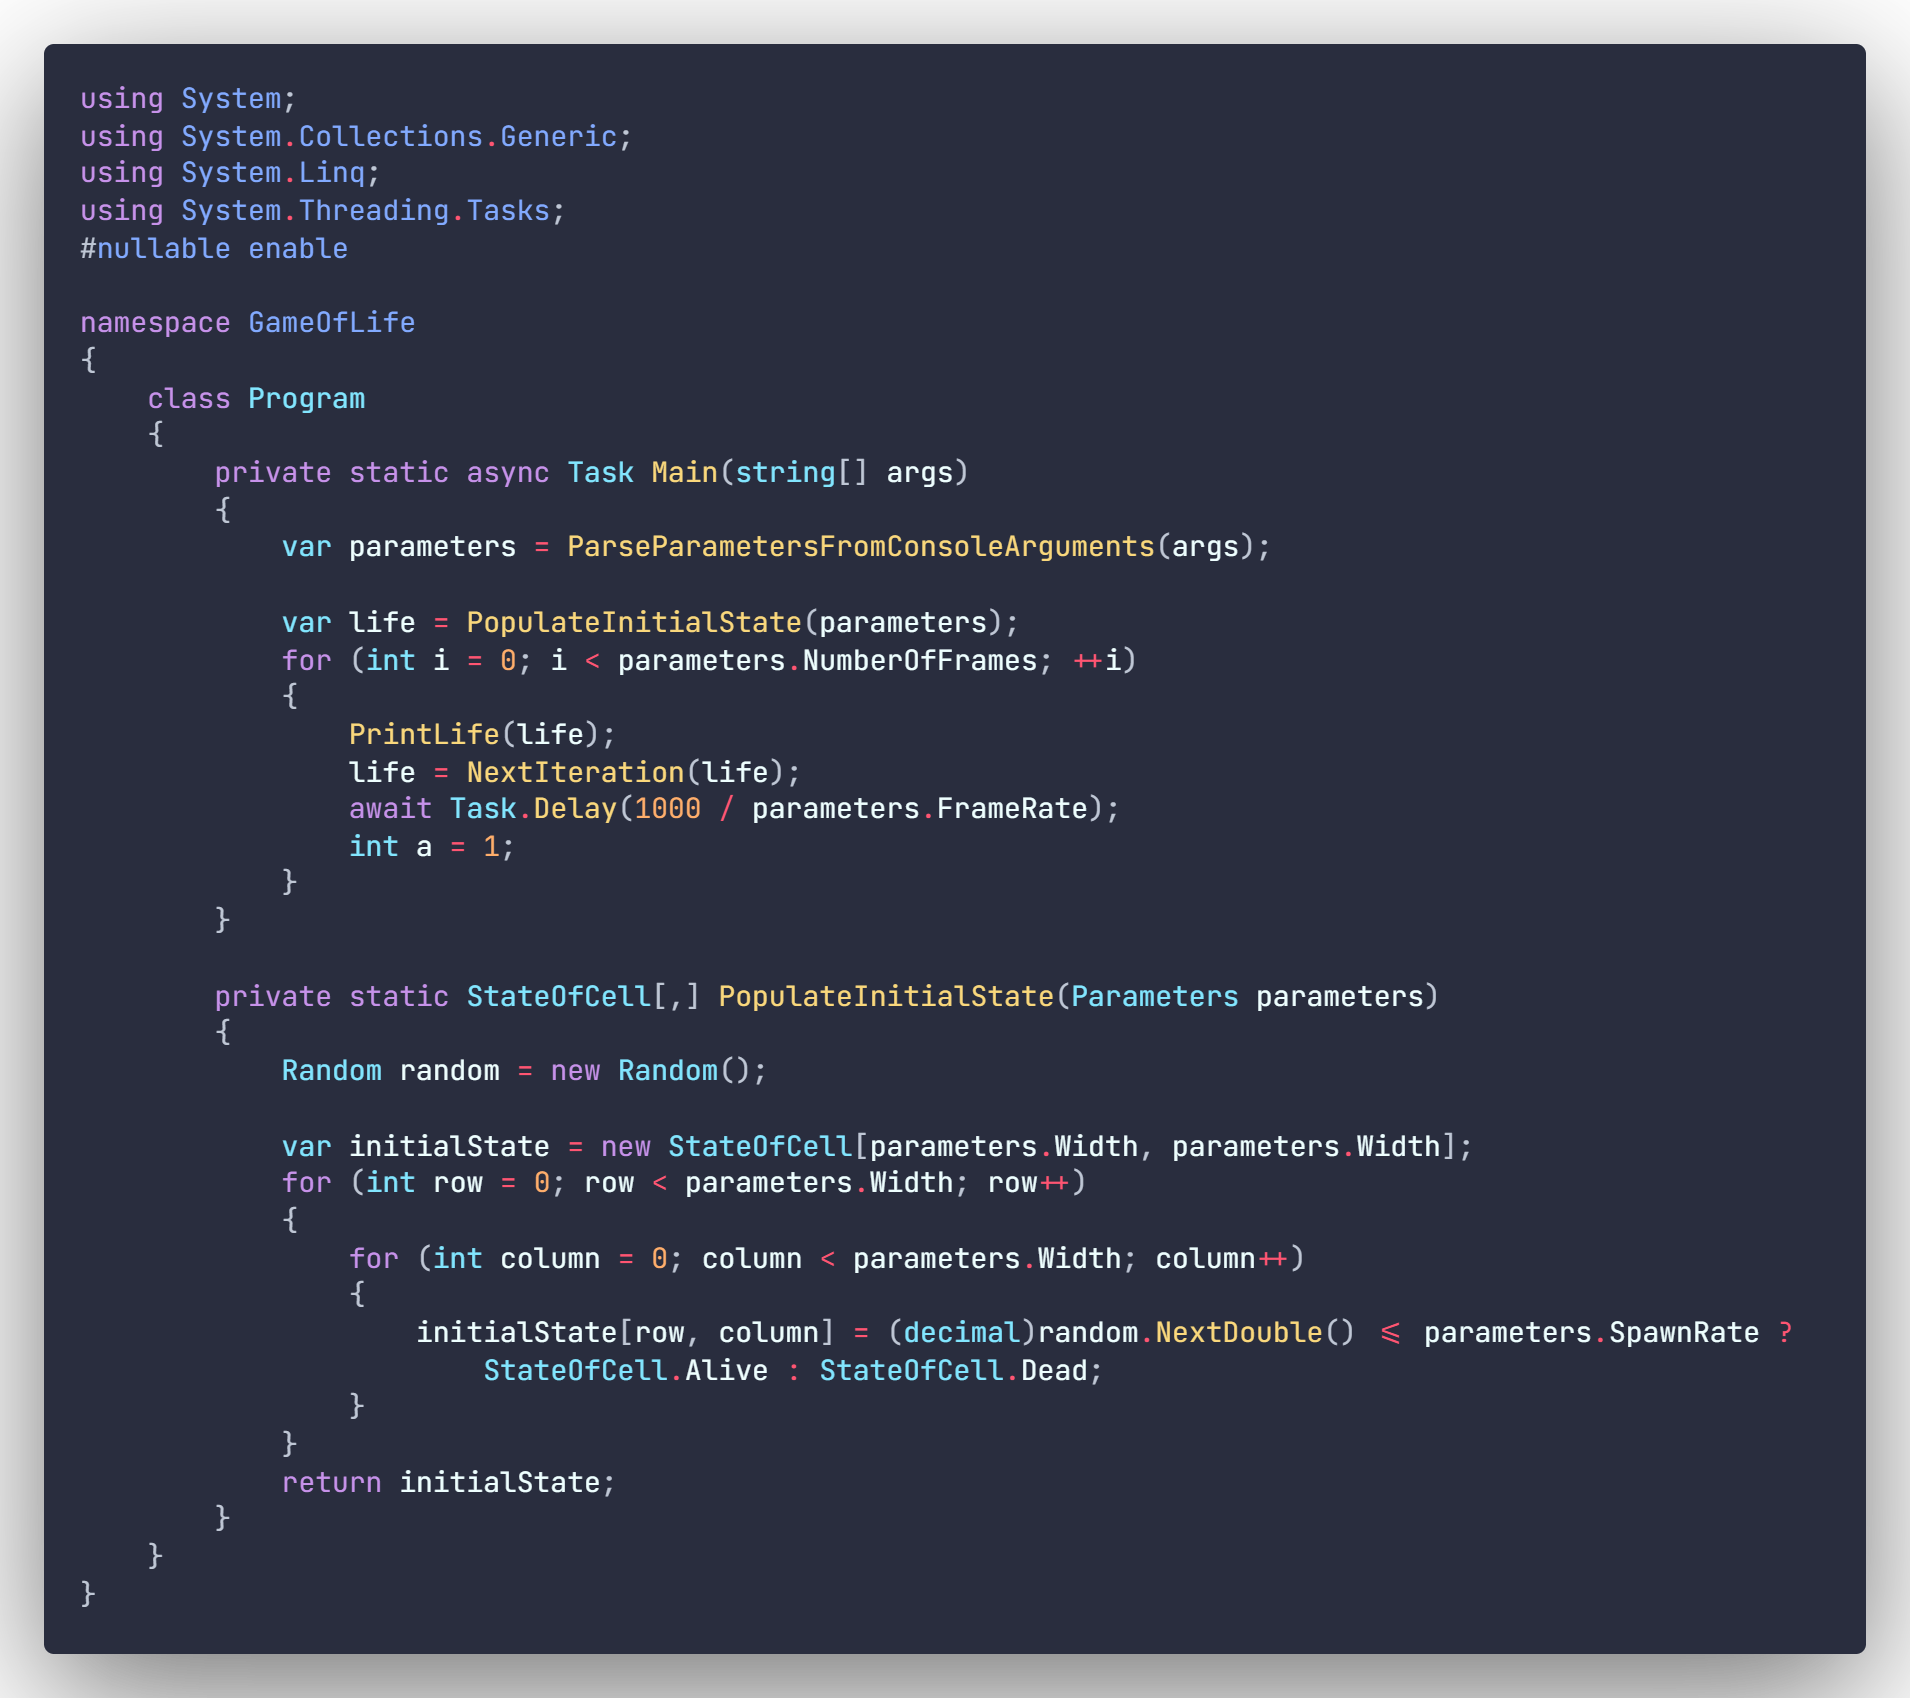 using System;
using System.Collections.Generic;
using System.Linq;
using System.Threading.Tasks;
#nullable enable

namespace GameOfLife
{
    class Program
    {
        private static async Task Main(string[] args)
        {
            var parameters = ParseParametersFromConsoleArguments(args);

            var life = PopulateInitialState(parameters);
            for (int i = 0; i < parameters.NumberOfFrames; ++i)
            {
                PrintLife(life);
                life = NextIteration(life);
                await Task.Delay(1000 / parameters.FrameRate);
                int a = 1;
            }
        }

        private static StateOfCell[,] PopulateInitialState(Parameters parameters)
        {
            Random random = new Random();

            var initialState = new StateOfCell[parameters.Width, parameters.Width];
            for (int row = 0; row < parameters.Width; row++)
            {
                for (int column = 0; column < parameters.Width; column++)
                {
                    initialState[row, column] = (decimal)random.NextDouble() <= parameters.SpawnRate ?
                        StateOfCell.Alive : StateOfCell.Dead;
                }
            }
            return initialState;
        }
    }
}